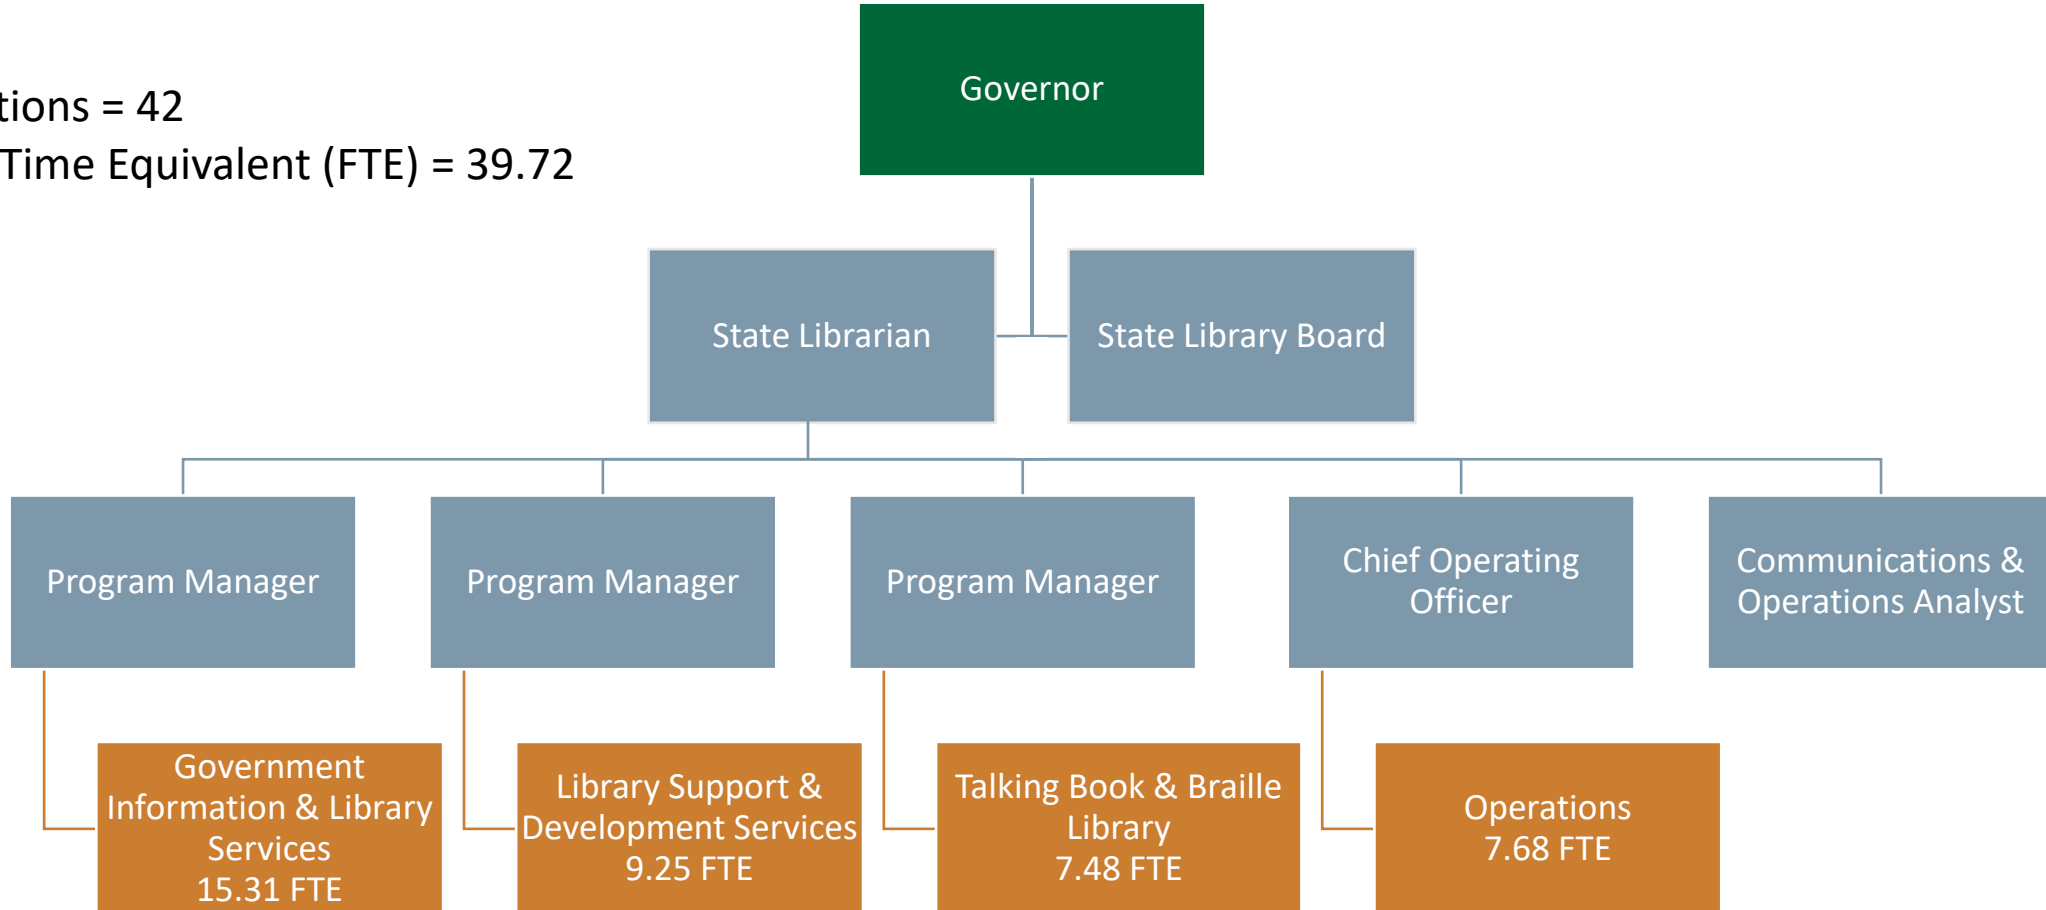 = 42
Time Equivalent (FTE) = 39.72
Governor
State Librarian
State Library Board
Program Manager
Program Manager
Program Manager
Chief Operating
Officer
Communications &
Operations Analyst
Government
Information & Library
Services
15.31 FTE
Library Support &
Development Services
9.25 FTE
Talking Book & Braille
Library
7.48 FTE
Operations
7.68 FTE